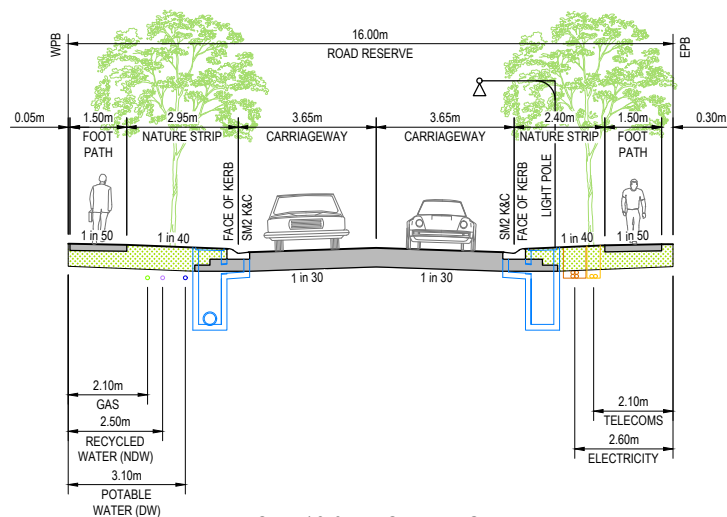 16.00m
ROAD RESERVE
WPB
EPB
0.05m
1.50m
2.95m
3.65m
3.65m
2.40m
1.50m
0.30m
FOOT
PATH
NATURE STRIP
CARRIAGEWAY
CARRIAGEWAY
NATURE STRIP
FOOT
PATH
SM2 K&C
FACE OF KERB
SM2 K&C
FACE OF KERB
LIGHT POLE
1 in 50
1 in 40
1 in 40
1 in 50
1 in 30
1 in 30
2.10m
GAS
2.50m
RECYCLED
WATER (NDW)
3.10m
POTABLE
WATER (DW)
2.10m
TELECOMS
2.60m
ELECTRICITY